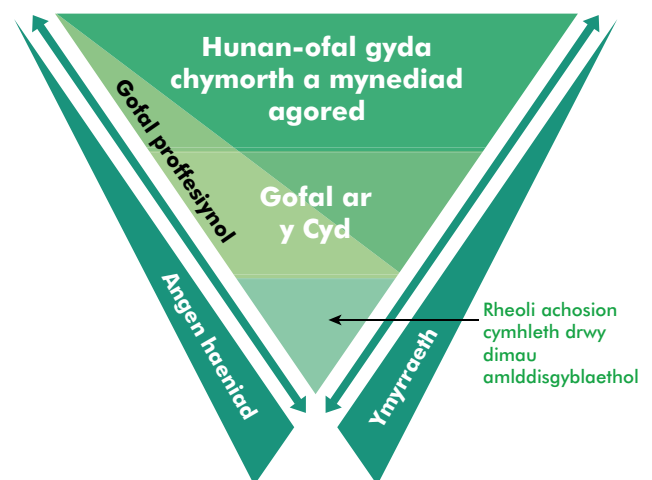 Hunan-ofal gyda
chymorth a mynediad
agored
Gofal proffesiynol
Gofal ar
y Cyd
Angen haeniad
Ymyrraeth
Rheoli achosion
cymhleth drwy
dimau
amlddisgyblaethol